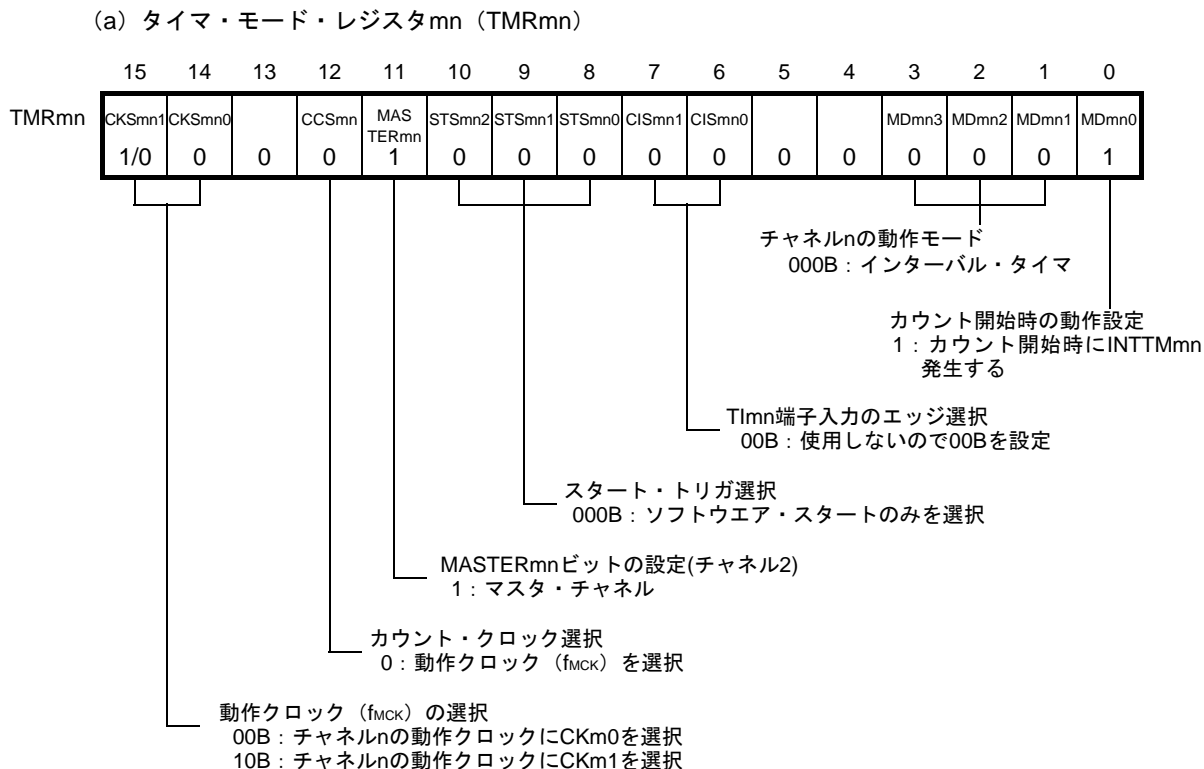 (a) タイマ・モード・レジスタmn（TMRmn）
15 14 13 12 11 10 9 8 7 6 5 4 3 2 1 0
TMRmn CKSmn1 CKSmn0 CCSmn MAS TERmn STSmn2 STSmn1 STSmn0 CISmn1 CISmn0 MDmn3 MDmn2 MDmn1 MDmn0
1/0 0 0 0 1 0 0 0 0 0 0 0 0 0 0 1
チャネルnの動作モード
000B：インターバル・タイマ
カウント開始時の動作設定
1：カウント開始時にINTTMmn
発生する
TImn端子入力のエッジ選択
00B：使用しないので00Bを設定
スタート・トリガ選択
000B：ソフトウエア・スタートのみを選択
MASTERmnビットの設定(チャネル2)
1：マスタ・チャネル
カウント・クロック選択
0：動作クロック（fMCK）を選択
動作クロック（fMCK）の選択
00B：チャネルnの動作クロックにCKm0を選択
10B：チャネルnの動作クロックにCKm1を選択